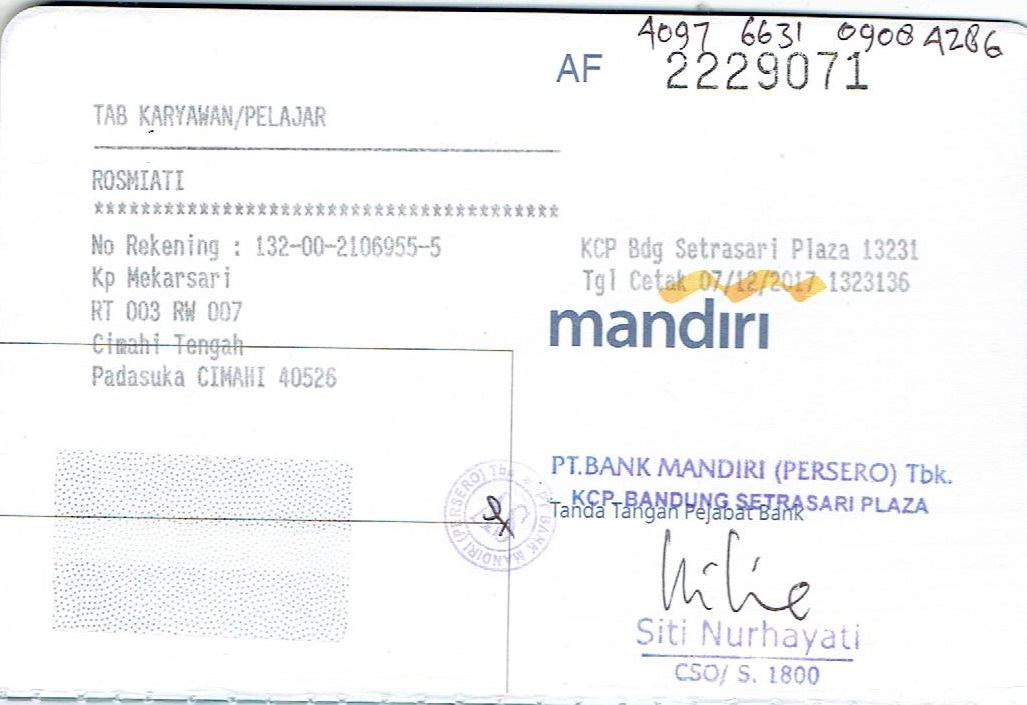 4097 6631 0908 4286
AF 2229071
TAB KARYAWAN/PELAJAR
ROSMIATI
****************************************
No Rekening : 132-00-2106955-5
Kp Mekarsari
RT 003 RW 007
Cimahi Tengah
Padasuka CIMAHI 40526
KCP Bdg Setrasari Plaza 13231
Tgl Cetak 07/12/2017 1323136
mandiri
PT.BANK MANDIRI (PERSERO) Tbk.
KCP. BANDUNG SETRASARI PLAZA
Tanda Tangan Pejabat Bank
PT BANK MANDIRI (PERSERO) Tbk
Siti Nurhayati
CSO/ S. 1800